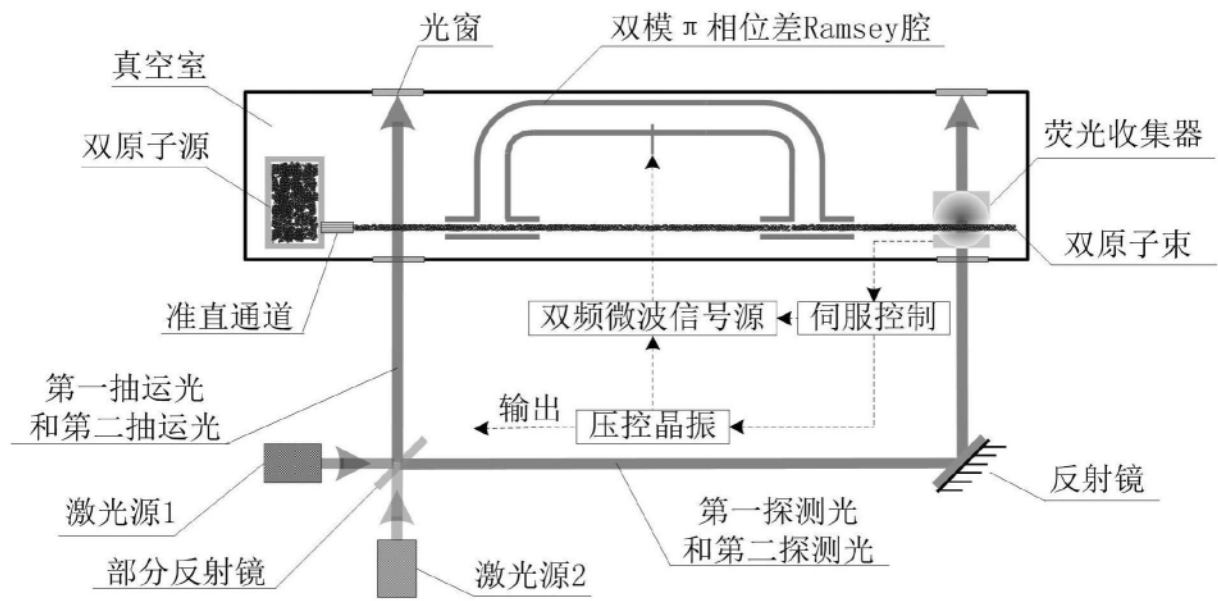 光窗
双模π相位差Ramsey腔
真空室
双原子源
荧光收集器
双原子束
准直通道
双频微波信号源
伺服控制
第一抽运光
和第二抽运光
输出
压控晶振
激光源1
反射镜
第一探测光
和第二探测光
部分反射镜
激光源2